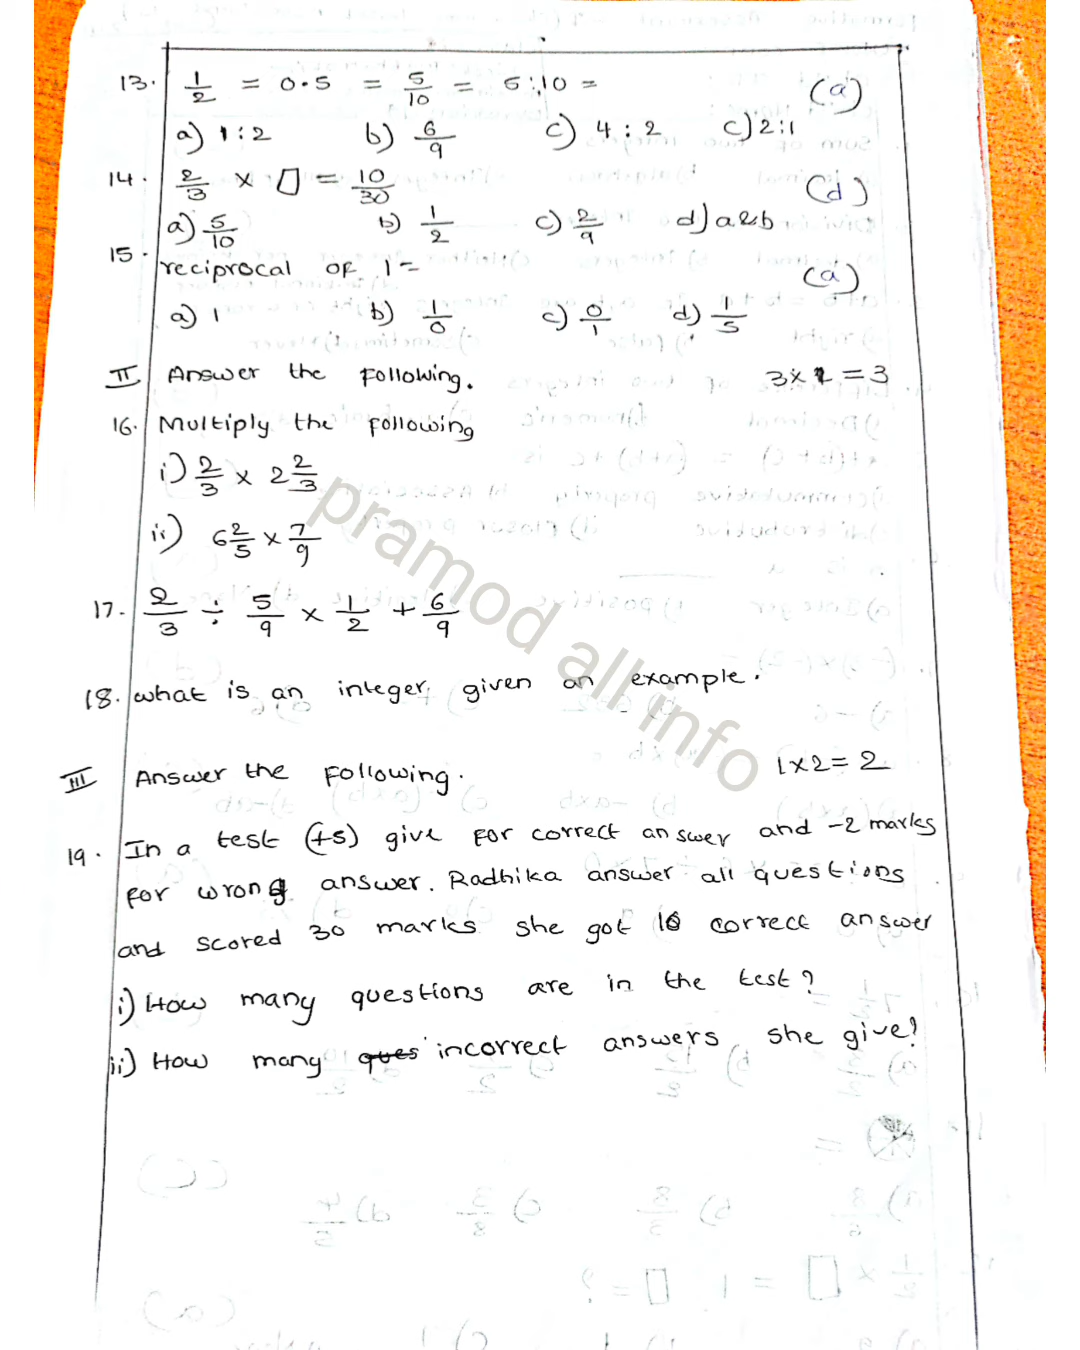 13. 1/2 = 0.5 = 5/10 = 5:10 = (a)
a) 1:2 b) 6/9 c) 4:2 c) 2:1
14. 2/3 × □ = 10/30 (d)
a) 5/10 b) 1/2 c) 2/9 d) a&b
15. reciprocal of 1 = (a)
a) 1 b) 1/0 c) 0/1 d) 1/5
II Answer the following. 3×1=3
16. Multiply the following
i) 2/3 × 2 2/3
ii) 6 2/5 × 7/9
17. 2/3 ÷ 5/9 × 1/2 + 6/9
18. what is an integer, given an example.
III Answer the following. 1×2=2
19. In a test (+5) give for correct answer and -2 marks
for wrong answer. Radhika answer all questions
and scored 30 marks she got 10 correct answer
i) How many questions are in the test?
ii) How many ques incorrect answers she give?
pramod all info